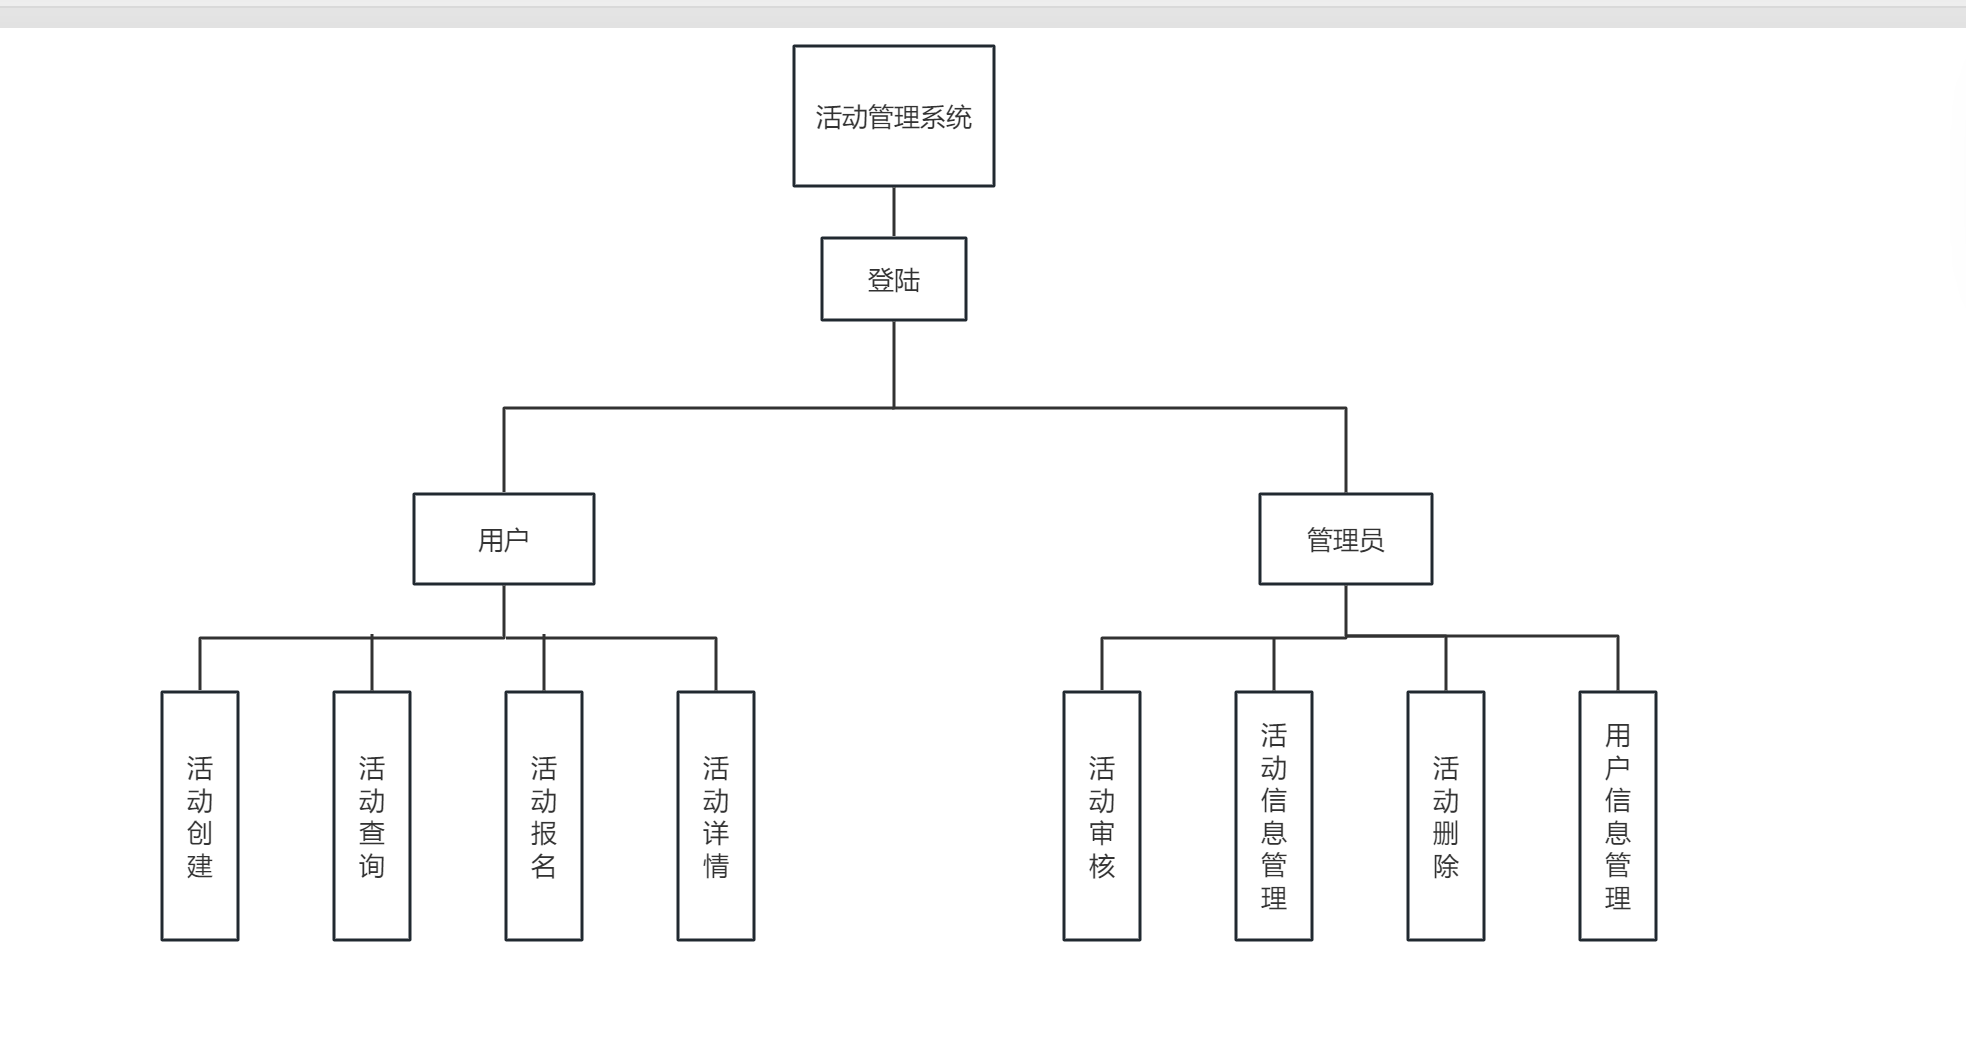 活动管理系统
登陆
用户
管理员
活动创建
活动查询
活动报名
活动详情
活动审核
活动信息管理
活动删除
用户信息管理